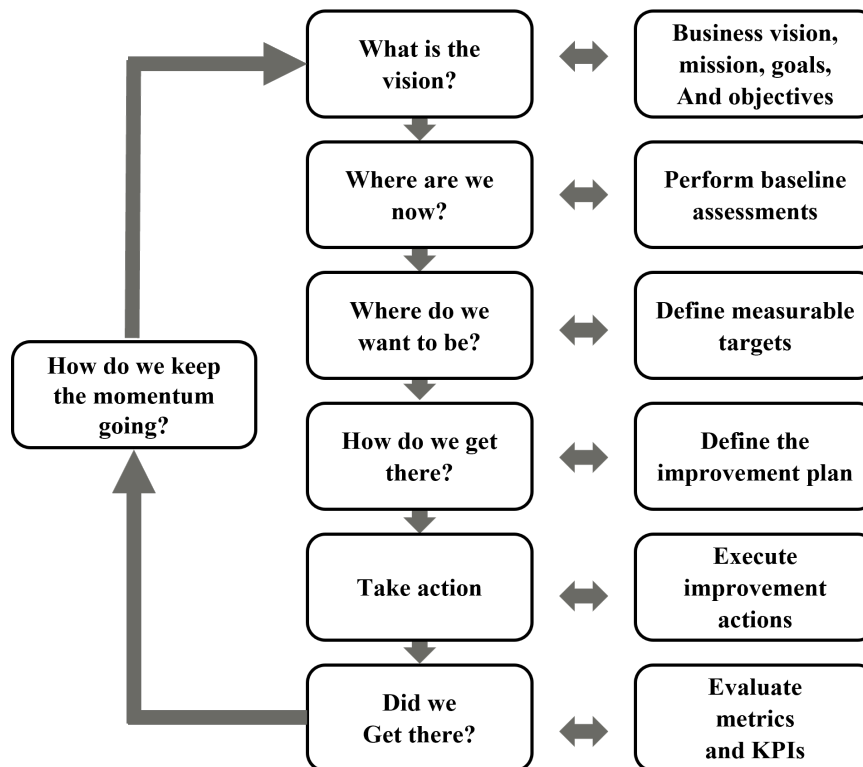 What is the
vision?
Business vision,
mission, goals,
And objectives
Where are we
now?
Perform baseline
assessments
Where do we
want to be?
Define measurable
targets
How do we keep
the momentum
going?
How do we get
there?
Define the
improvement plan
Take action
Execute
improvement
actions
Did we
Get there?
Evaluate
metrics
and KPIs